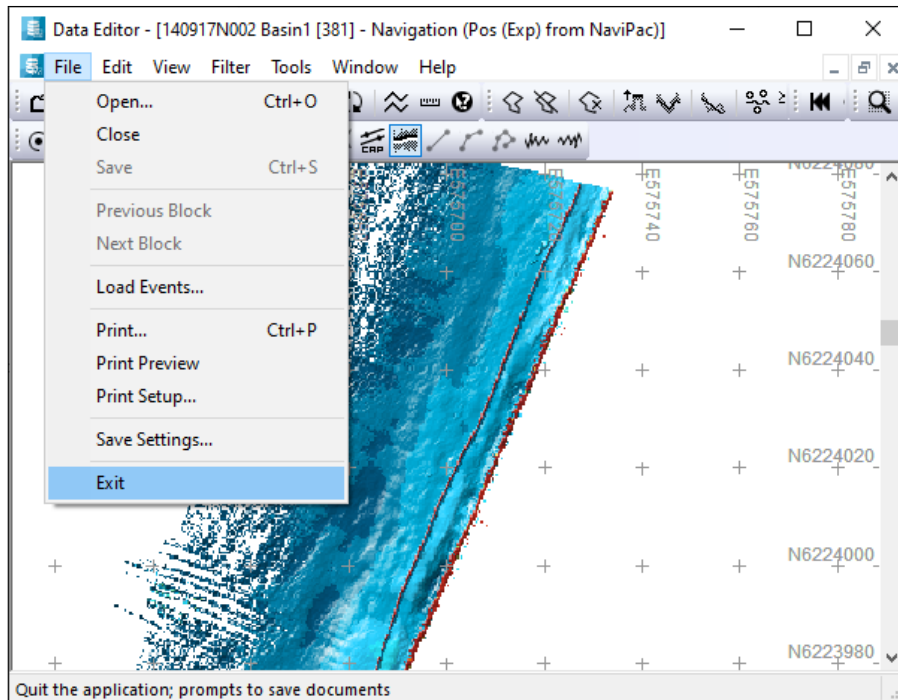 Data Editor - [140917N002 Basin1 [381] - Navigation (Pos (Exp) from NaviPac)]
File Edit View Filter Tools Window Help
Open... Ctrl+O
Close
Save Ctrl+S
Previous Block
Next Block
Load Events...
Print... Ctrl+P
Print Preview
Print Setup...
Save Settings...
Exit
CAP
E575740
E575760
E575780
N6224060
N6224040
N6224020
N6224000
N6223980
Quit the application; prompts to save documents